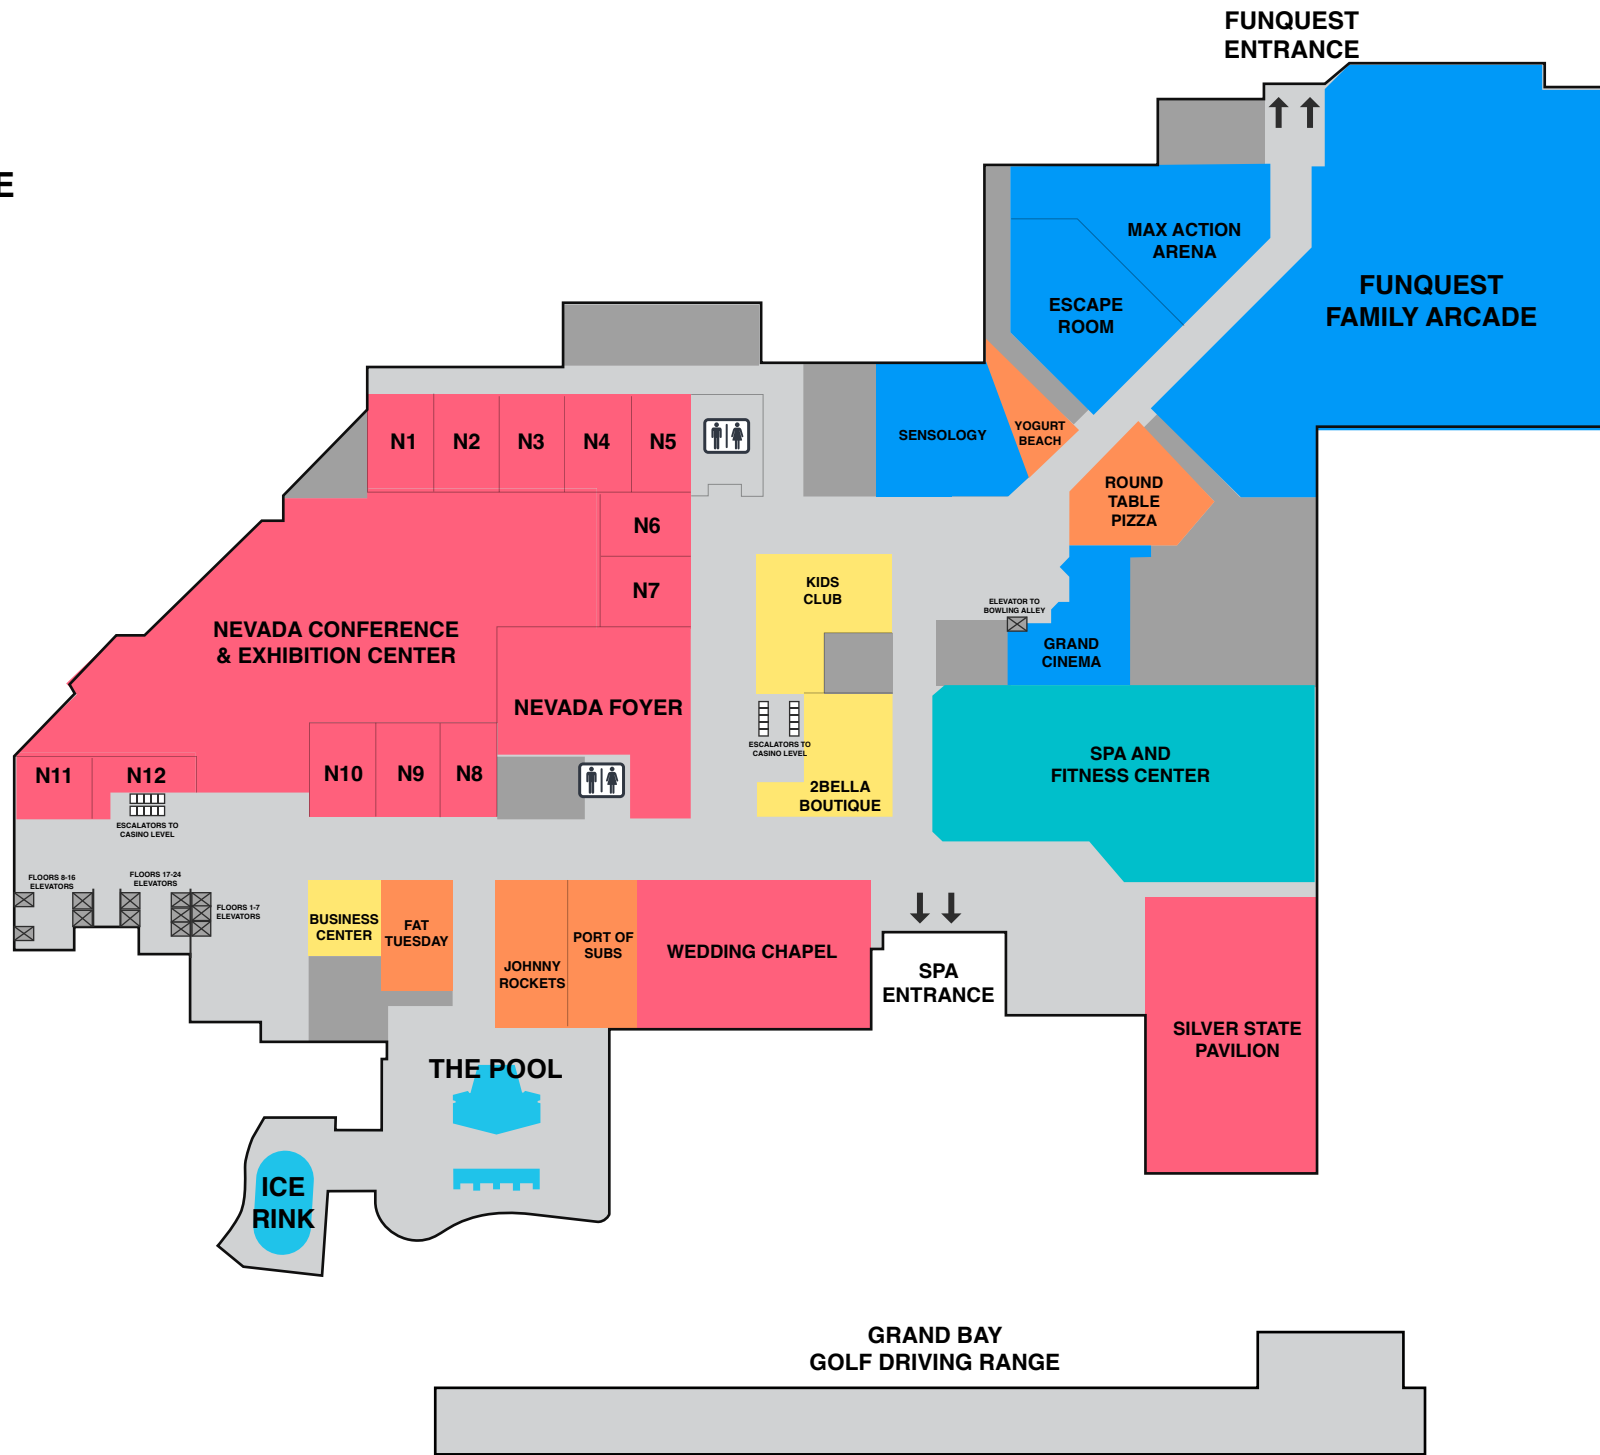 FUNQUEST
ENTRANCE
E
MAX ACTION
ARENA
FUNQUEST
FAMILY ARCADE
ESCAPE
ROOM
SENSOLOGY
YOGURT
BEACH
N1
N2
N3
N4
N5
ROUND
TABLE
PIZZA
N6
N7
KIDS
CLUB
ELEVATOR TO
BOWLING ALLEY
NEVADA CONFERENCE
& EXHIBITION CENTER
GRAND
CINEMA
NEVADA FOYER
ESCALATORS TO
CASINO LEVEL
SPA AND
FITNESS CENTER
N11
N12
N10
N9
N8
2BELLA
BOUTIQUE
ESCALATORS TO
CASINO LEVEL
FLOORS 8-16
ELEVATORS
FLOORS 17-24
ELEVATORS
FLOORS 1-7
ELEVATORS
BUSINESS
CENTER
FAT
TUESDAY
JOHNNY
ROCKETS
PORT OF
SUBS
WEDDING CHAPEL
SPA
ENTRANCE
SILVER STATE
PAVILION
THE POOL
ICE
RINK
GRAND BAY
GOLF DRIVING RANGE